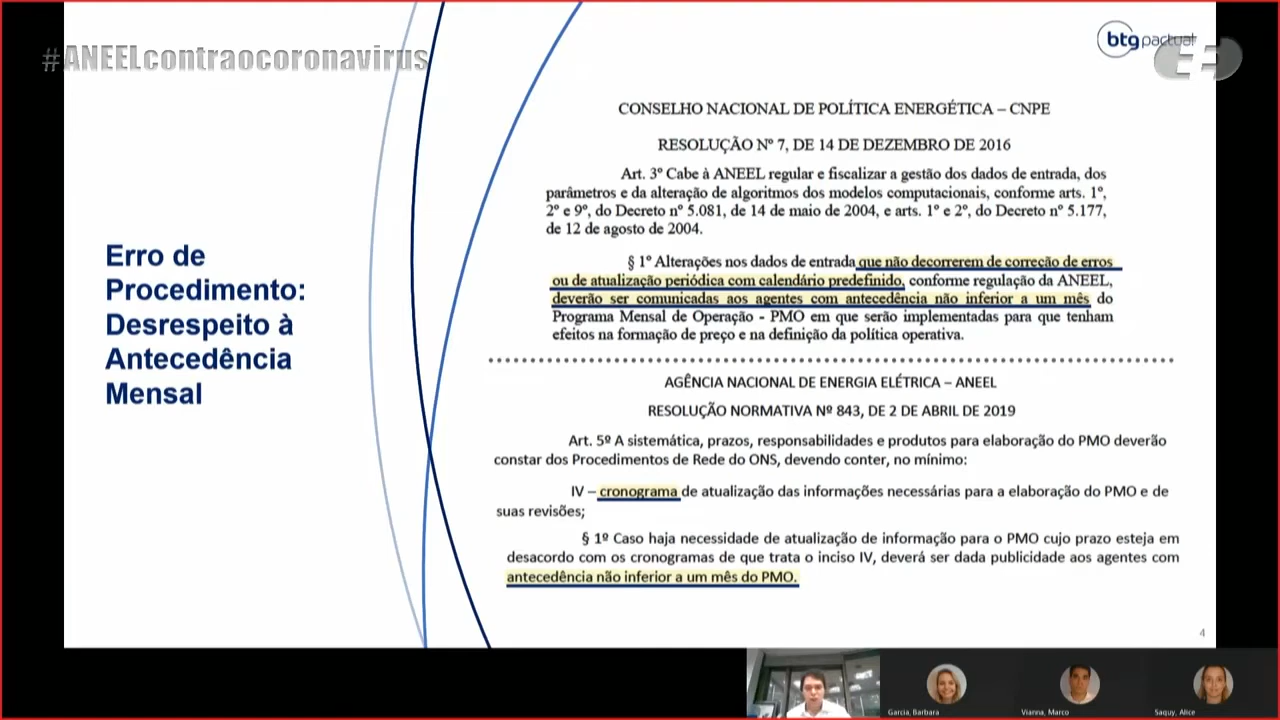 #ANEELcontraocoronavirus
btg pactual
CONSELHO NACIONAL DE POLÍTICA ENERGÉTICA – CNPE
RESOLUÇÃO Nº 7, DE 14 DE DEZEMBRO DE 2016
Art. 3º Cabe à ANEEL regular e fiscalizar a gestão dos dados de entrada, dos
parâmetros e da alteração de algoritmos dos modelos computacionais, conforme arts. 1º,
2º e 9º, do Decreto nº 5.081, de 14 de maio de 2004, e arts. 1º e 2º, do Decreto nº 5.177,
de 12 de agosto de 2004.
§ 1º Alterações nos dados de entrada que não decorrerem de correção de erros
ou de atualização periódica com calendário predefinido, conforme regulação da ANEEL,
deverão ser comunicadas aos agentes com antecedência não inferior a um mês do
Programa Mensal de Operação - PMO em que serão implementadas para que tenham
efeitos na formação de preço e na definição da política operativa.
Erro de
Procedimento:
Desrespeito à
Antecedência
Mensal
AGÊNCIA NACIONAL DE ENERGIA ELÉTRICA – ANEEL
RESOLUÇÃO NORMATIVA Nº 843, DE 2 DE ABRIL DE 2019
Art. 5º A sistemática, prazos, responsabilidades e produtos para elaboração do PMO deverão
constar dos Procedimentos de Rede do ONS, devendo conter, no mínimo:
IV – cronograma de atualização das informações necessárias para a elaboração do PMO e de
suas revisões;
§ 1º Caso haja necessidade de atualização de informação para o PMO cujo prazo esteja em
desacordo com os cronogramas de que trata o inciso IV, deverá ser dada publicidade aos agentes com
antecedência não inferior a um mês do PMO.
4
Garcia, Barbara
Vianna, Marco
Saquy, Alice